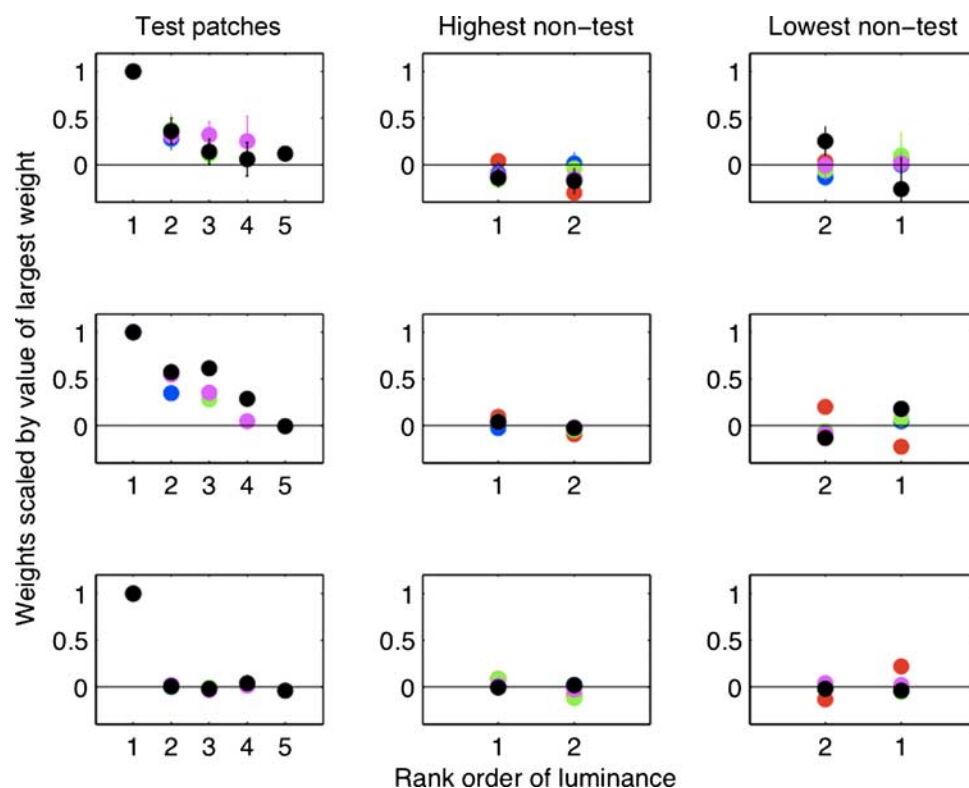 Test patches Highest non-test Lowest non-test
Weights scaled by value of largest weight
1 1 1
0.5 0.5 0.5
0 0 0
1 2 3 4 5 1 2 2 1
1 1 1
0.5 0.5 0.5
0 0 0
1 2 3 4 5 1 2 2 1
1 1 1
0.5 0.5 0.5
0 0 0
1 2 3 4 5 1 2 2 1
Rank order of luminance